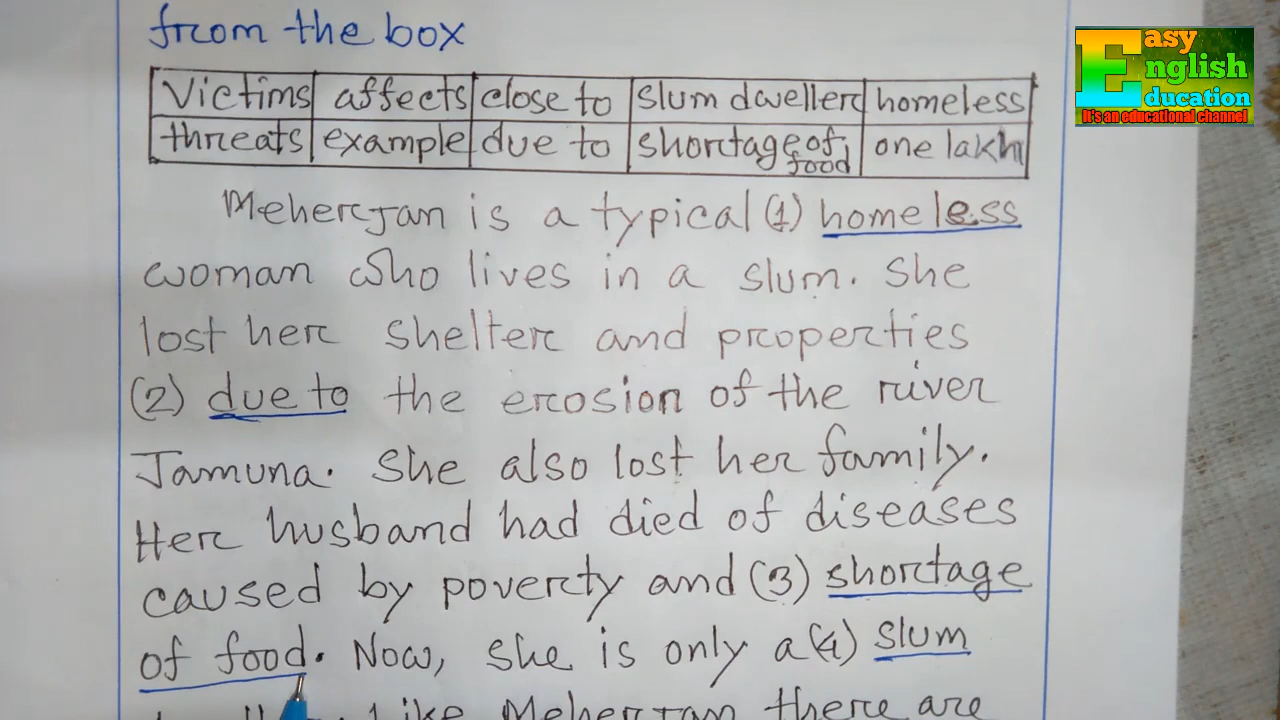 from the box
Victims affects close to slum dweller homeless
threats example due to shortage of food one lakh
Meherjan is a typical (1) homeless
woman who lives in a slum. She
lost her shelter and properties
(2) due to the erosion of the river
Jamuna. She also lost her family.
Her husband had died of diseases
caused by poverty and (3) shortage
of food. Now, she is only a (4) slum
Like Meherjan there are
Easy
English
Education
It's an educational channel